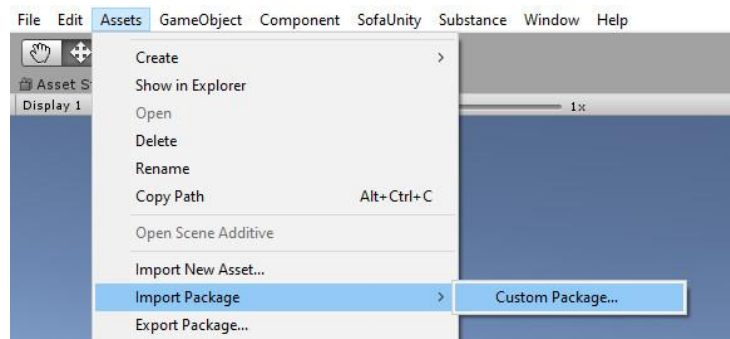 File Edit Assets GameObject Component SofaUnity Substance Window Help
Asset S
Display 1
1x
Create
Show in Explorer
Open
Delete
Rename
Copy Path Alt+Ctrl+C
Open Scene Additive
Import New Asset...
Import Package
Custom Package...
Export Package...